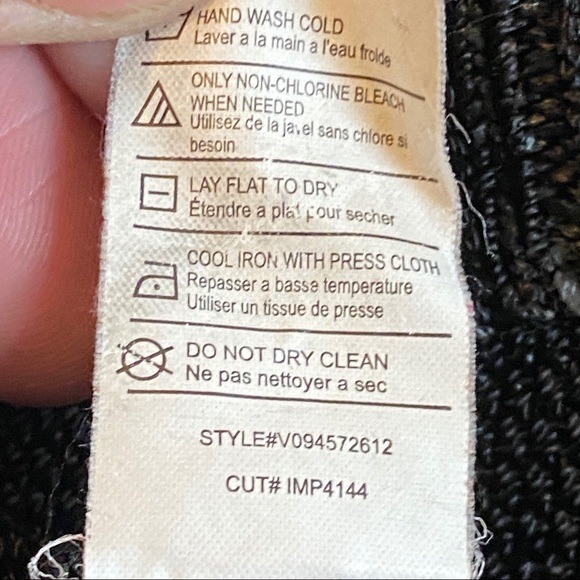 HAND WASH COLD
Laver a la main a l'eau froide
ONLY NON-CHLORINE BLEACH
WHEN NEEDED
Utilisez de la javel sans chlore si
besoin
LAY FLAT TO DRY
Étendre a plat pour secher
COOL IRON WITH PRESS CLOTH
Repasser a basse temperature
Utiliser un tissue de presse
DO NOT DRY CLEAN
Ne pas nettoyer a sec
STYLE#V094572612
CUT# IMP4144